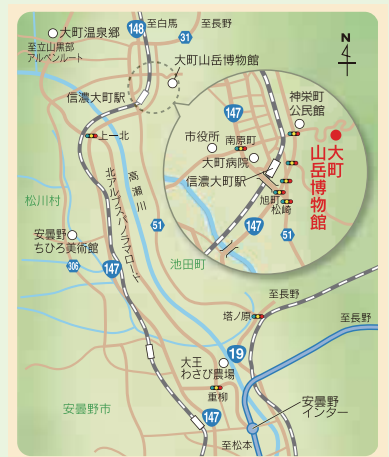 至白馬
至長野
148
31
大町温泉郷
至立山黒部
アルペンルート
大町山岳博物館
N
信濃大町駅
神栄町
公民館
147
市役所
南原町
大町病院
信濃大町駅
旭町
松崎
大町
山岳博物館
147
51
上一北
高瀬川
北アルプスパノラマロード
松川村
51
安曇野
ちひろ美術館
306
147
池田町
至長野
塔ノ原
至長野
19
大王
わさび農場
重柳
安曇野市
147
安曇野
インター
至松本